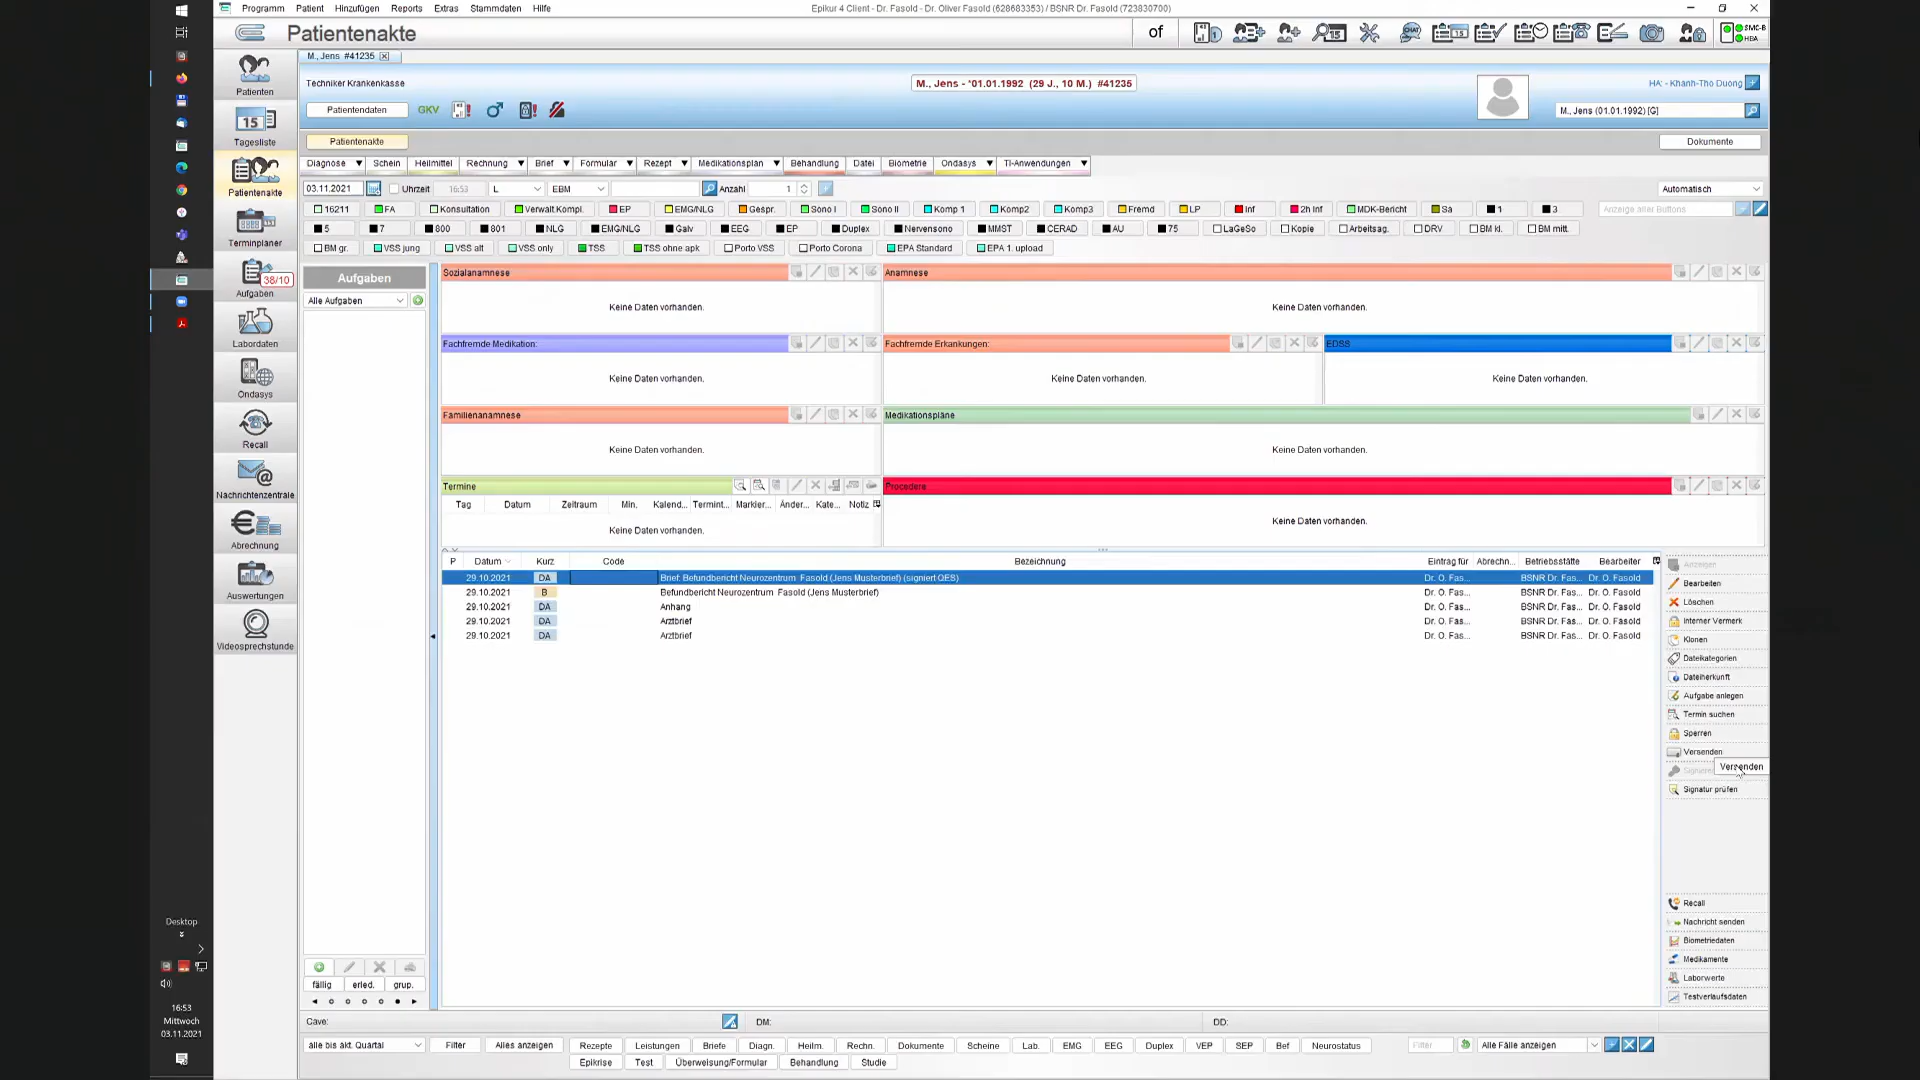 Programm Patient Hinzufügen Reports Extras Stammdaten Hilfe
Epikur 4 Client - Dr. Fasold - Dr. Oliver Fasold (628683353) / BSNR Dr. Fasold (723830700)
Patientenakte
of
SMC-B
HBA
M., Jens #41235
Techniker Krankenkasse
M., Jens - *01.01.1992 (29 J., 10 M.) #41235
HA: - Khanh-Tho Duong
Patientendaten
GKV
M., Jens (01.01.1992) [G]
Patientenakte
Dokumente
Diagnose Schein Heilmittel Rechnung Brief Formular Rezept Medikationsplan Behandlung Datei Biometrie Ondasys TI-Anwendungen
03.11.2021 Uhrzeit 16:53 L EBM Anzahl 1 Automatisch
16211 FA Konsultation Verwalt.Kompl. EP EMG/NLG Gespr. Sono I Sono II Komp 1 Komp2 Komp3 Fremd LP Inf 2h Inf MDK-Bericht Sa 1 3 Anzeige aller Buttons
5 7 800 801 NLG EMG/NLG Galv EEG EP Duplex Nervensono MMST CERAD AU 75 LaGeSo Kopie Arbeitsag. DRV BM kl. BM mitt.
BM gr. VSS jung VSS alt VSS only TSS TSS ohne apk Porto VSS Porto Corona EPA Standard EPA 1. upload
Patienten
Tagesliste
Patientenakte
Terminplaner
38/10
Aufgaben
Labordaten
Ondasys
Recall
Nachrichtenzentrale
Abrechnung
Auswertungen
Videosprechstunde
Aufgaben
Alle Aufgaben
Sozialanamnese
Keine Daten vorhanden.
Anamnese
Keine Daten vorhanden.
Fachfremde Medikation:
Keine Daten vorhanden.
Fachfremde Erkankungen:
Keine Daten vorhanden.
EDSS
Keine Daten vorhanden.
Familienanamnese
Keine Daten vorhanden.
Medikationspläne
Keine Daten vorhanden.
Termine
Tag Datum Zeitraum Min. Kalend... Termint... Markier... Änder... Kate... Notiz
Keine Daten vorhanden.
Procedere
Keine Daten vorhanden.
P Datum Kurz Code Bezeichnung Eintrag für Abrechn... Betriebsstätte Bearbeiter
29.10.2021 DA Brief: Befundbericht Neurozentrum Fasold (Jens Musterbrief) (signiert QES) Dr. O. Fas... BSNR Dr. Fas... Dr. O. Fasold
29.10.2021 B Befundbericht Neurozentrum Fasold (Jens Musterbrief) Dr. O. Fas... BSNR Dr. Fas... Dr. O. Fasold
29.10.2021 DA Anhang Dr. O. Fas... BSNR Dr. Fas... Dr. O. Fasold
29.10.2021 DA Arztbrief Dr. O. Fas... BSNR Dr. Fas... Dr. O. Fasold
29.10.2021 DA Arztbrief Dr. O. Fas... BSNR Dr. Fas... Dr. O. Fasold
Anzeigen
Bearbeiten
Löschen
Interner Vermerk
Klonen
Dateikategorien
Dateiherkunft
Aufgabe anlegen
Termin suchen
Sperren
Versenden
Versenden
Signatur prüfen
Recall
Nachricht senden
Biometriedaten
Medikamente
Laborwerte
Testverlaufsdaten
fällig erled. grup.
Cave: DM: DD:
alle bis akt. Quartal Filter Alles anzeigen Rezepte Leistungen Briefe Diagn. Heilm. Rechn. Dokumente Scheine Lab. EMG EEG Duplex VEP SEP Bef Neurostatus Filter Alle Fälle anzeigen
Epikrise Test Überweisung/Formular Behandlung Studie
Desktop
16:53
Mittwoch
03.11.2021